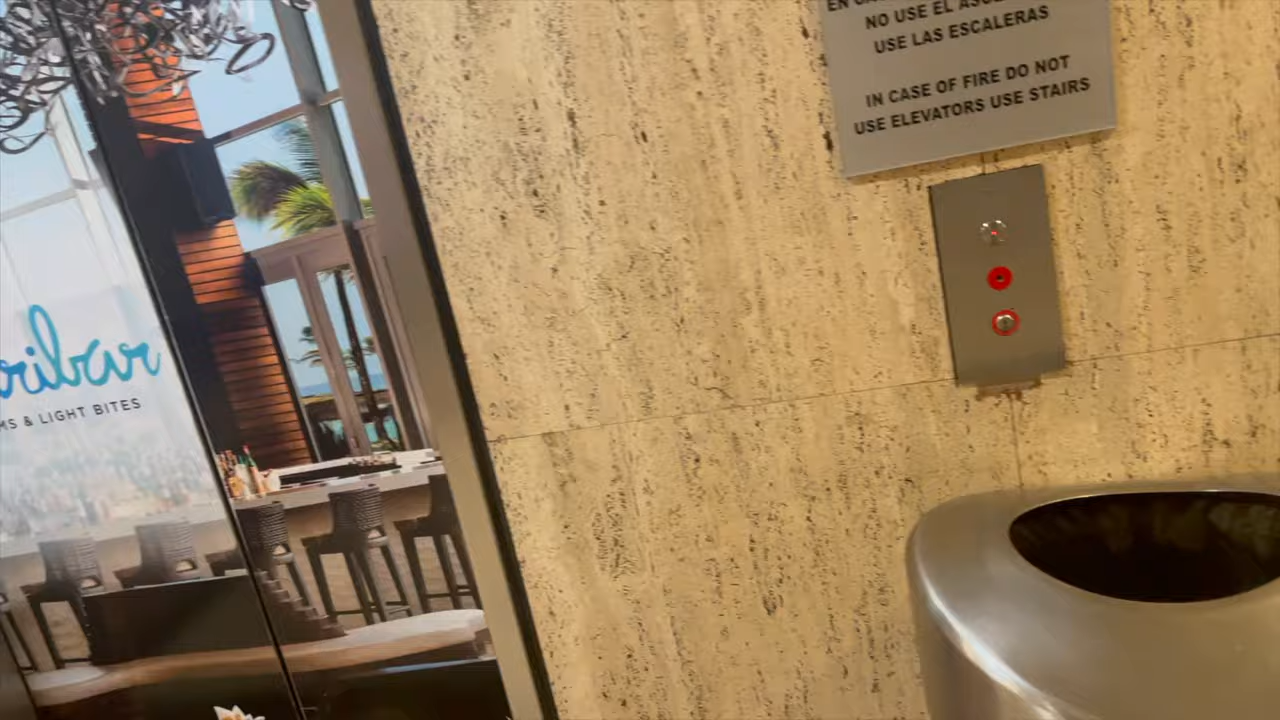 NO USE EL
USE LAS ESCALERAS
IN CASE OF FIRE DO NOT
USE ELEVATORS USE STAIRS
ribar
& LIGHT BITES